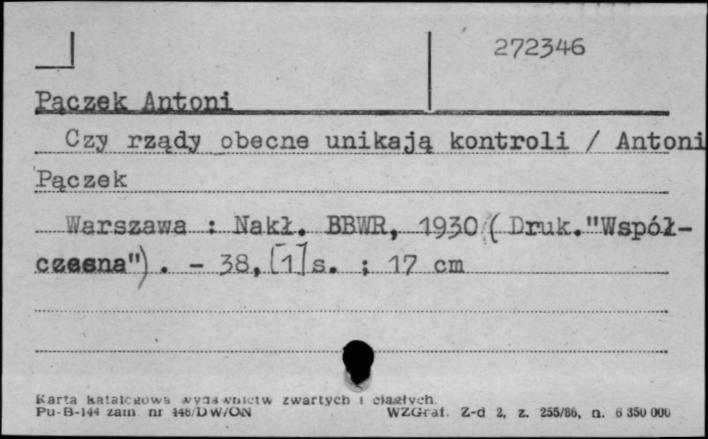 272346
Pączek Antoni
Czy rządy obecne unikają kontroli / Antoni
Pączek
Warszawa : Nakł. BBWR, 1930 (Druk."Współ-
czesna"). - 38,[1]s. ; 17 cm
Karta katalogowa wydawnictw zwartych i ciągłych.
Pu-B-144 zam. nr 446/DW/ON WZGraf. Z-d 2, z. 255/86, n. 6 350 000